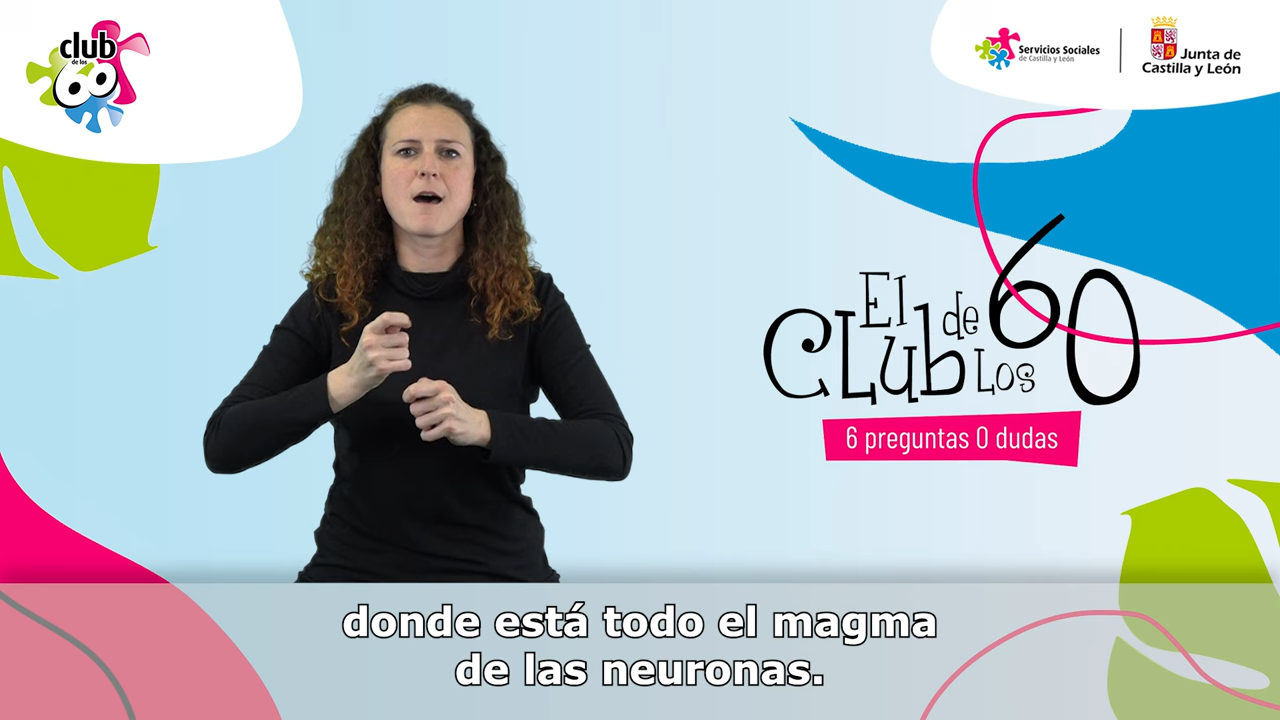 club
de los
60
Servicios Sociales
de Castilla y León
Junta de
Castilla y León
El Club de Los 60
6 preguntas 0 dudas
donde está todo el magma
de las neuronas.